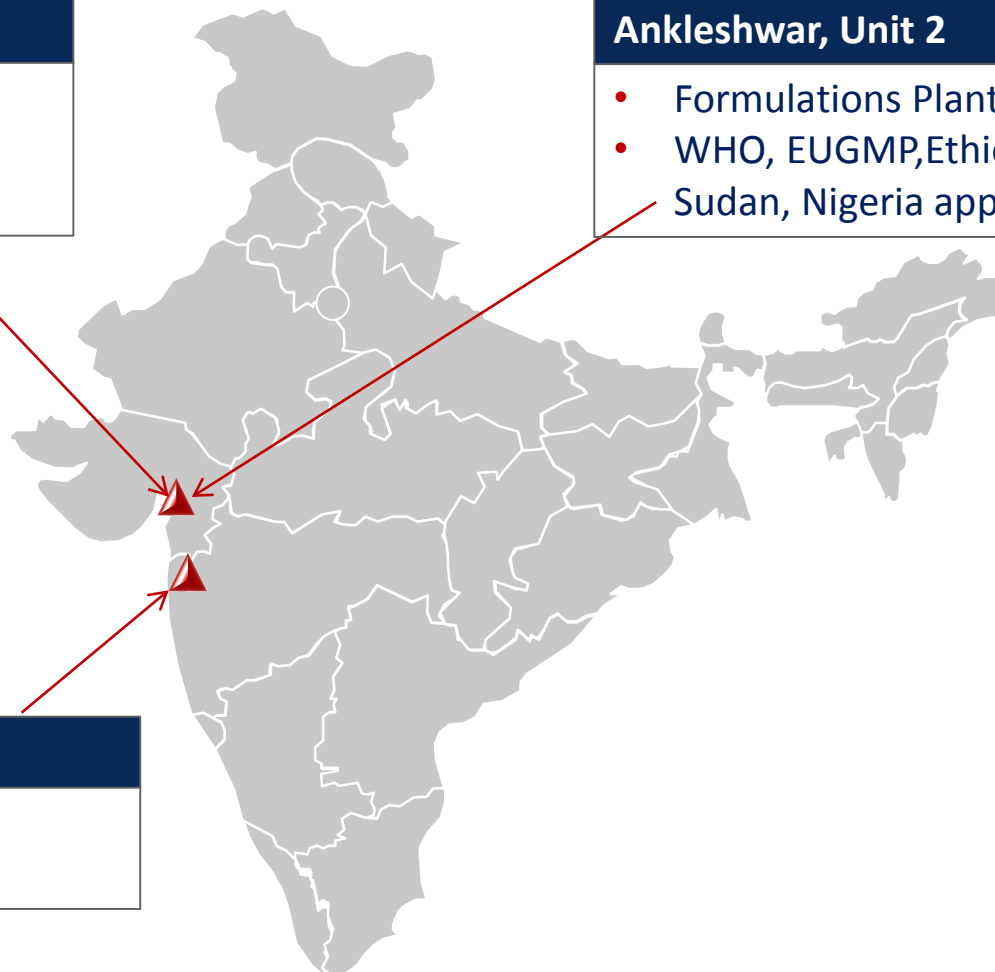 Ankleshwar, Unit 2
• Formulations Plant
• WHO, EUGMP,Ethi
Sudan, Nigeria app